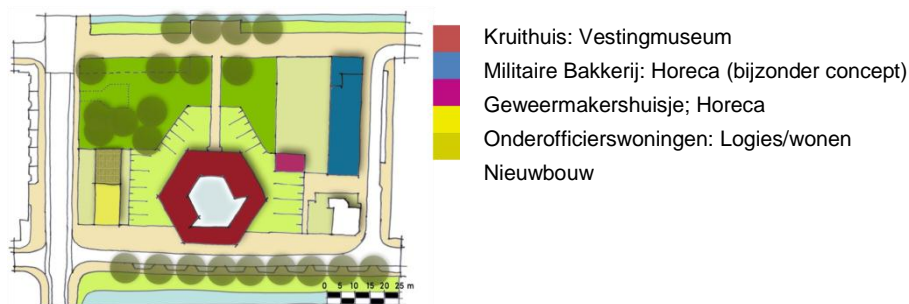 Kruithuis: Vestingmuseum
Militaire Bakkerij: Horeca (bijzonder concept)
Geweermakershuisje; Horeca
Onderofficierswoningen: Logies/wonen
Nieuwbouw
0 5 10 15 20 25 m